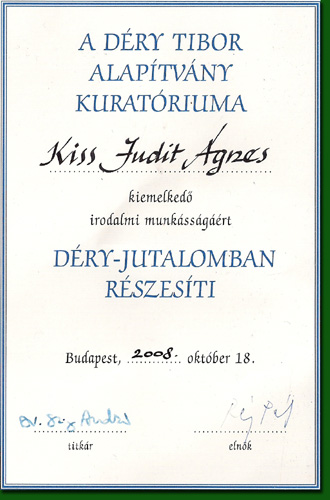 A DÉRY TIBOR
ALAPÍTVÁNY
KURATÓRIUMA
Kiss Judit Ágnes
kiemelkedő
irodalmi munkásságáért
DÉRY-JUTALOMBAN
RÉSZESÍTI
Budapest, 2008. október 18.
titkár
elnök